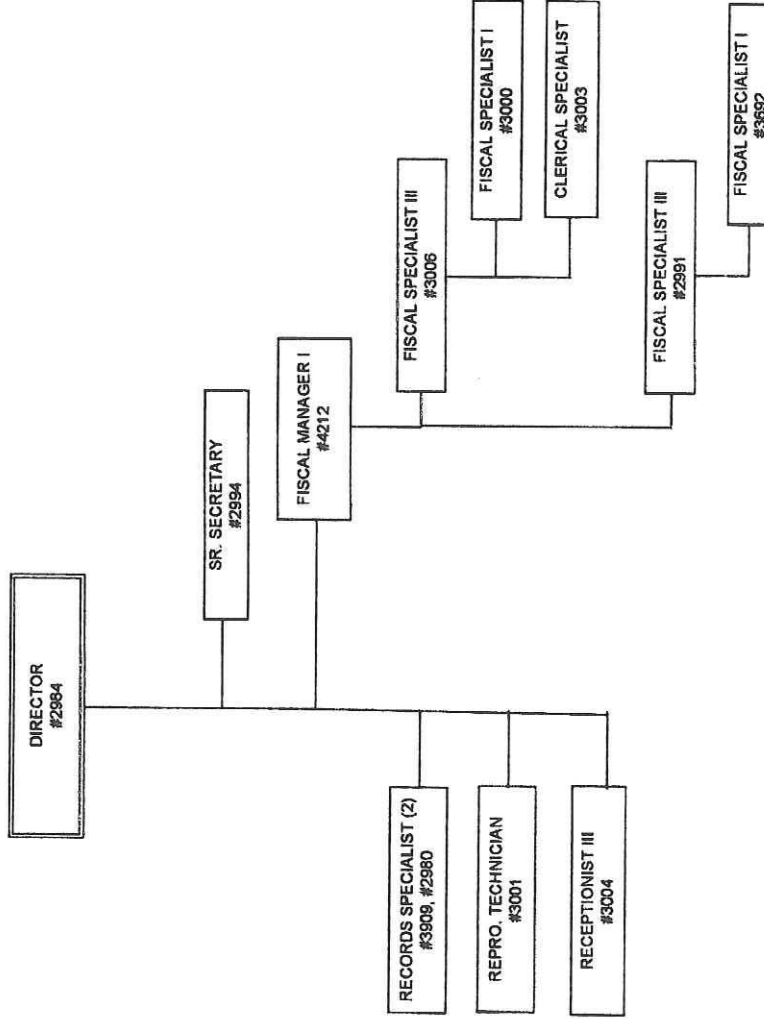 DIRECTOR
#2984
SR. SECRETARY
#2994
FISCAL MANAGER I
#4212
RECORDS SPECIALIST (2)
#3909, #2980
REPRO. TECHNICIAN
#3001
RECEPTIONIST III
#3004
FISCAL SPECIALIST III
#3006
FISCAL SPECIALIST I
#3000
CLERICAL SPECIALIST
#3003
FISCAL SPECIALIST III
#2991
FISCAL SPECIALIST I
#3692